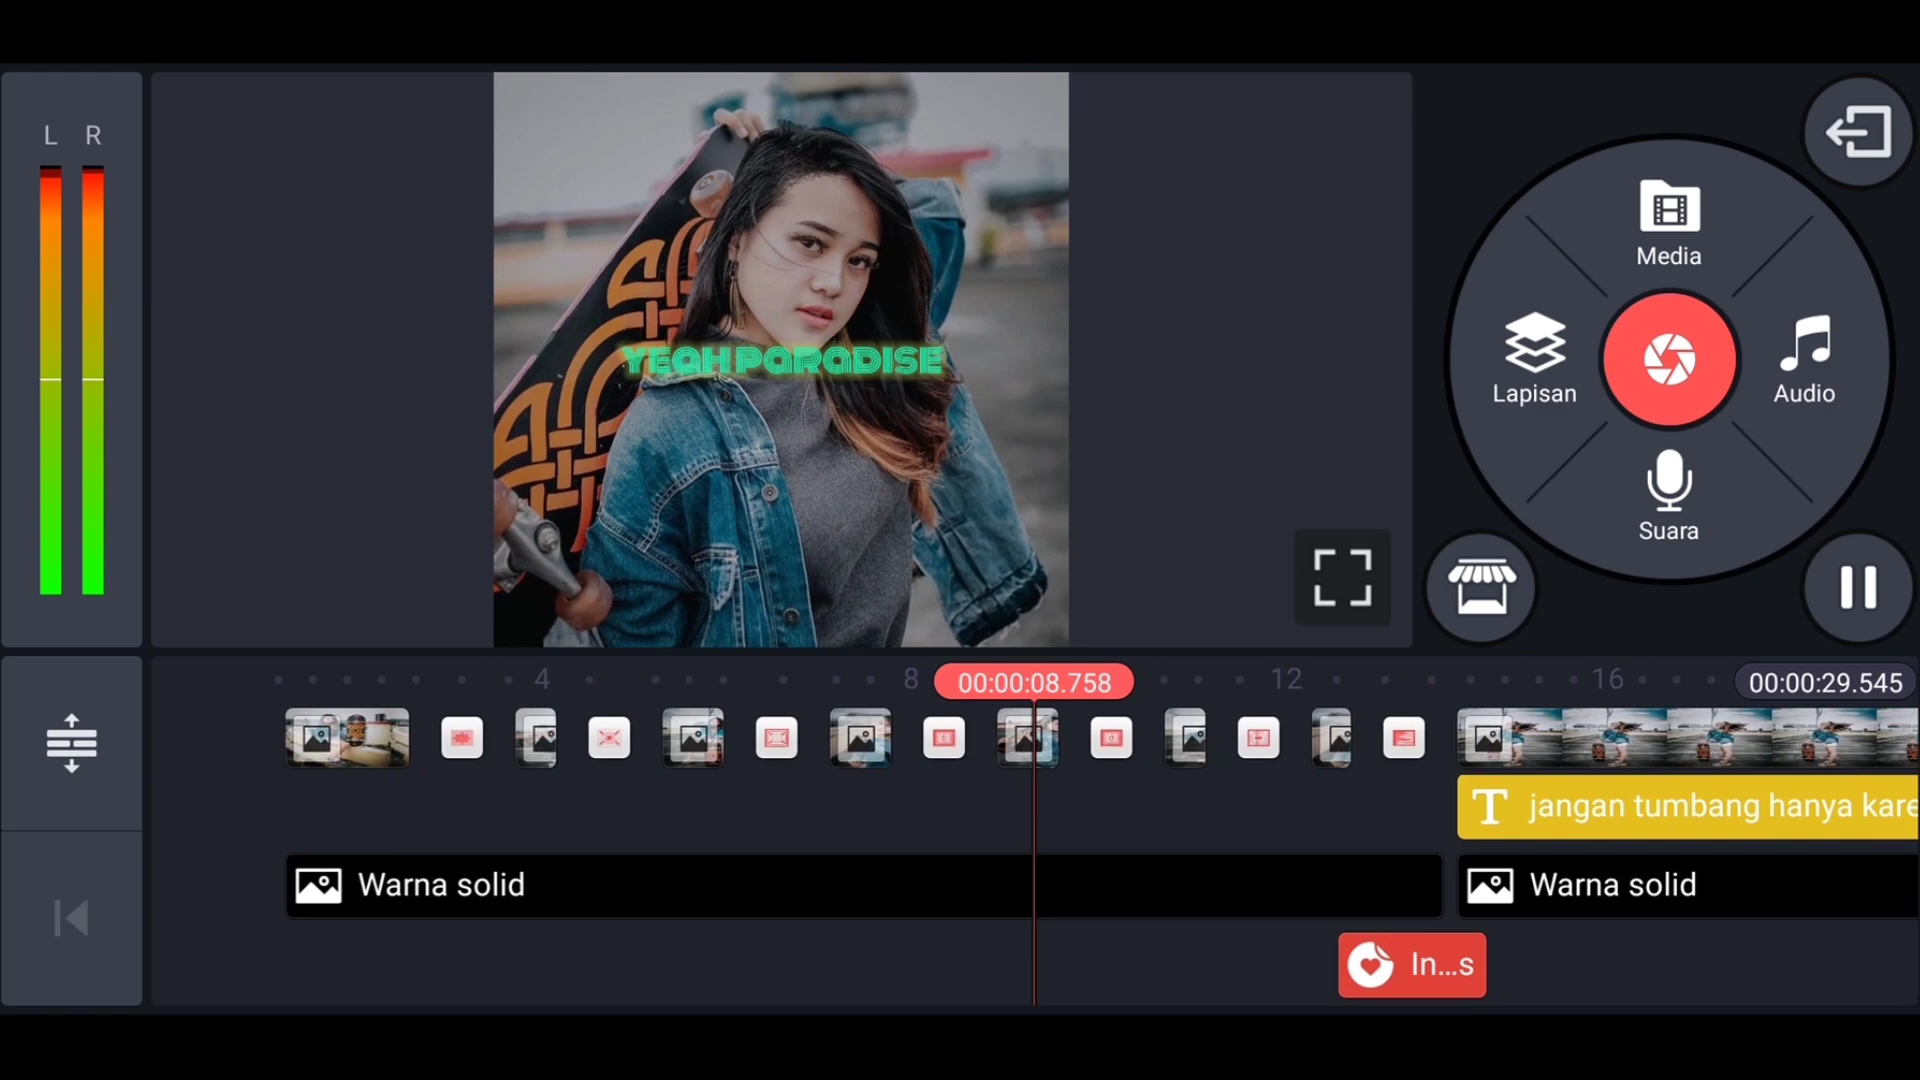 L R
Media
Lapisan
Audio
Suara
YEAH PARADISE
4 8 00:00:08.758 12 16 00:00:29.545
T jangan tumbang hanya kare
Warna solid
Warna solid
In...s